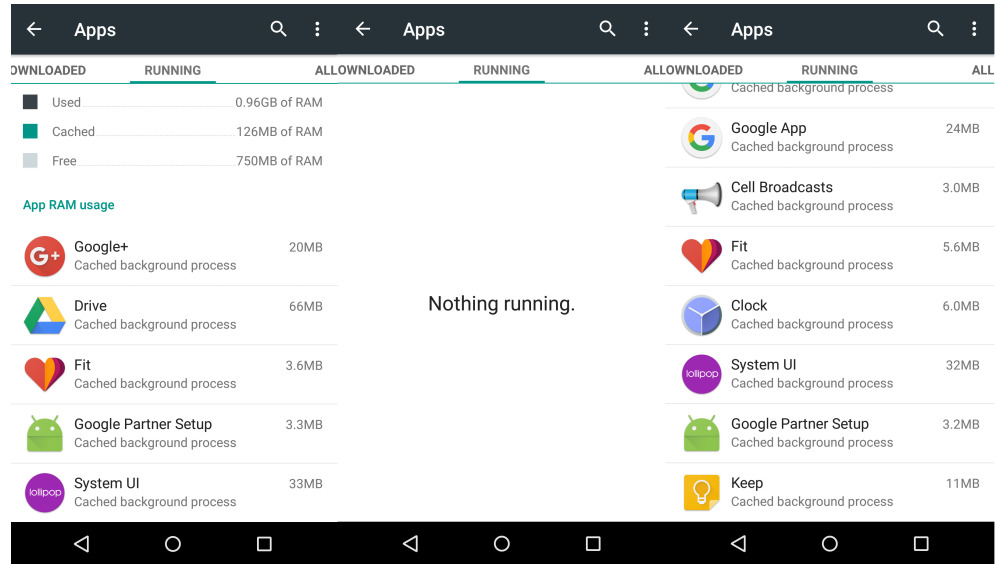 Apps
OWNLOADED RUNNING ALL
Used 0.96GB of RAM
Cached 126MB of RAM
Free 750MB of RAM
App RAM usage
G+ Google+ 20MB
Cached background process
Drive 66MB
Cached background process
Fit 3.6MB
Cached background process
Google Partner Setup 3.3MB
Cached background process
lollipop System UI 33MB
Cached background process
Apps
OWNLOADED RUNNING ALL
Nothing running.
Apps
OWNLOADED RUNNING ALL
Cached background process
G Google App 24MB
Cached background process
Cell Broadcasts 3.0MB
Cached background process
Fit 5.6MB
Cached background process
Clock 6.0MB
Cached background process
lollipop System UI 32MB
Cached background process
Google Partner Setup 3.2MB
Cached background process
Keep 11MB
Cached background process